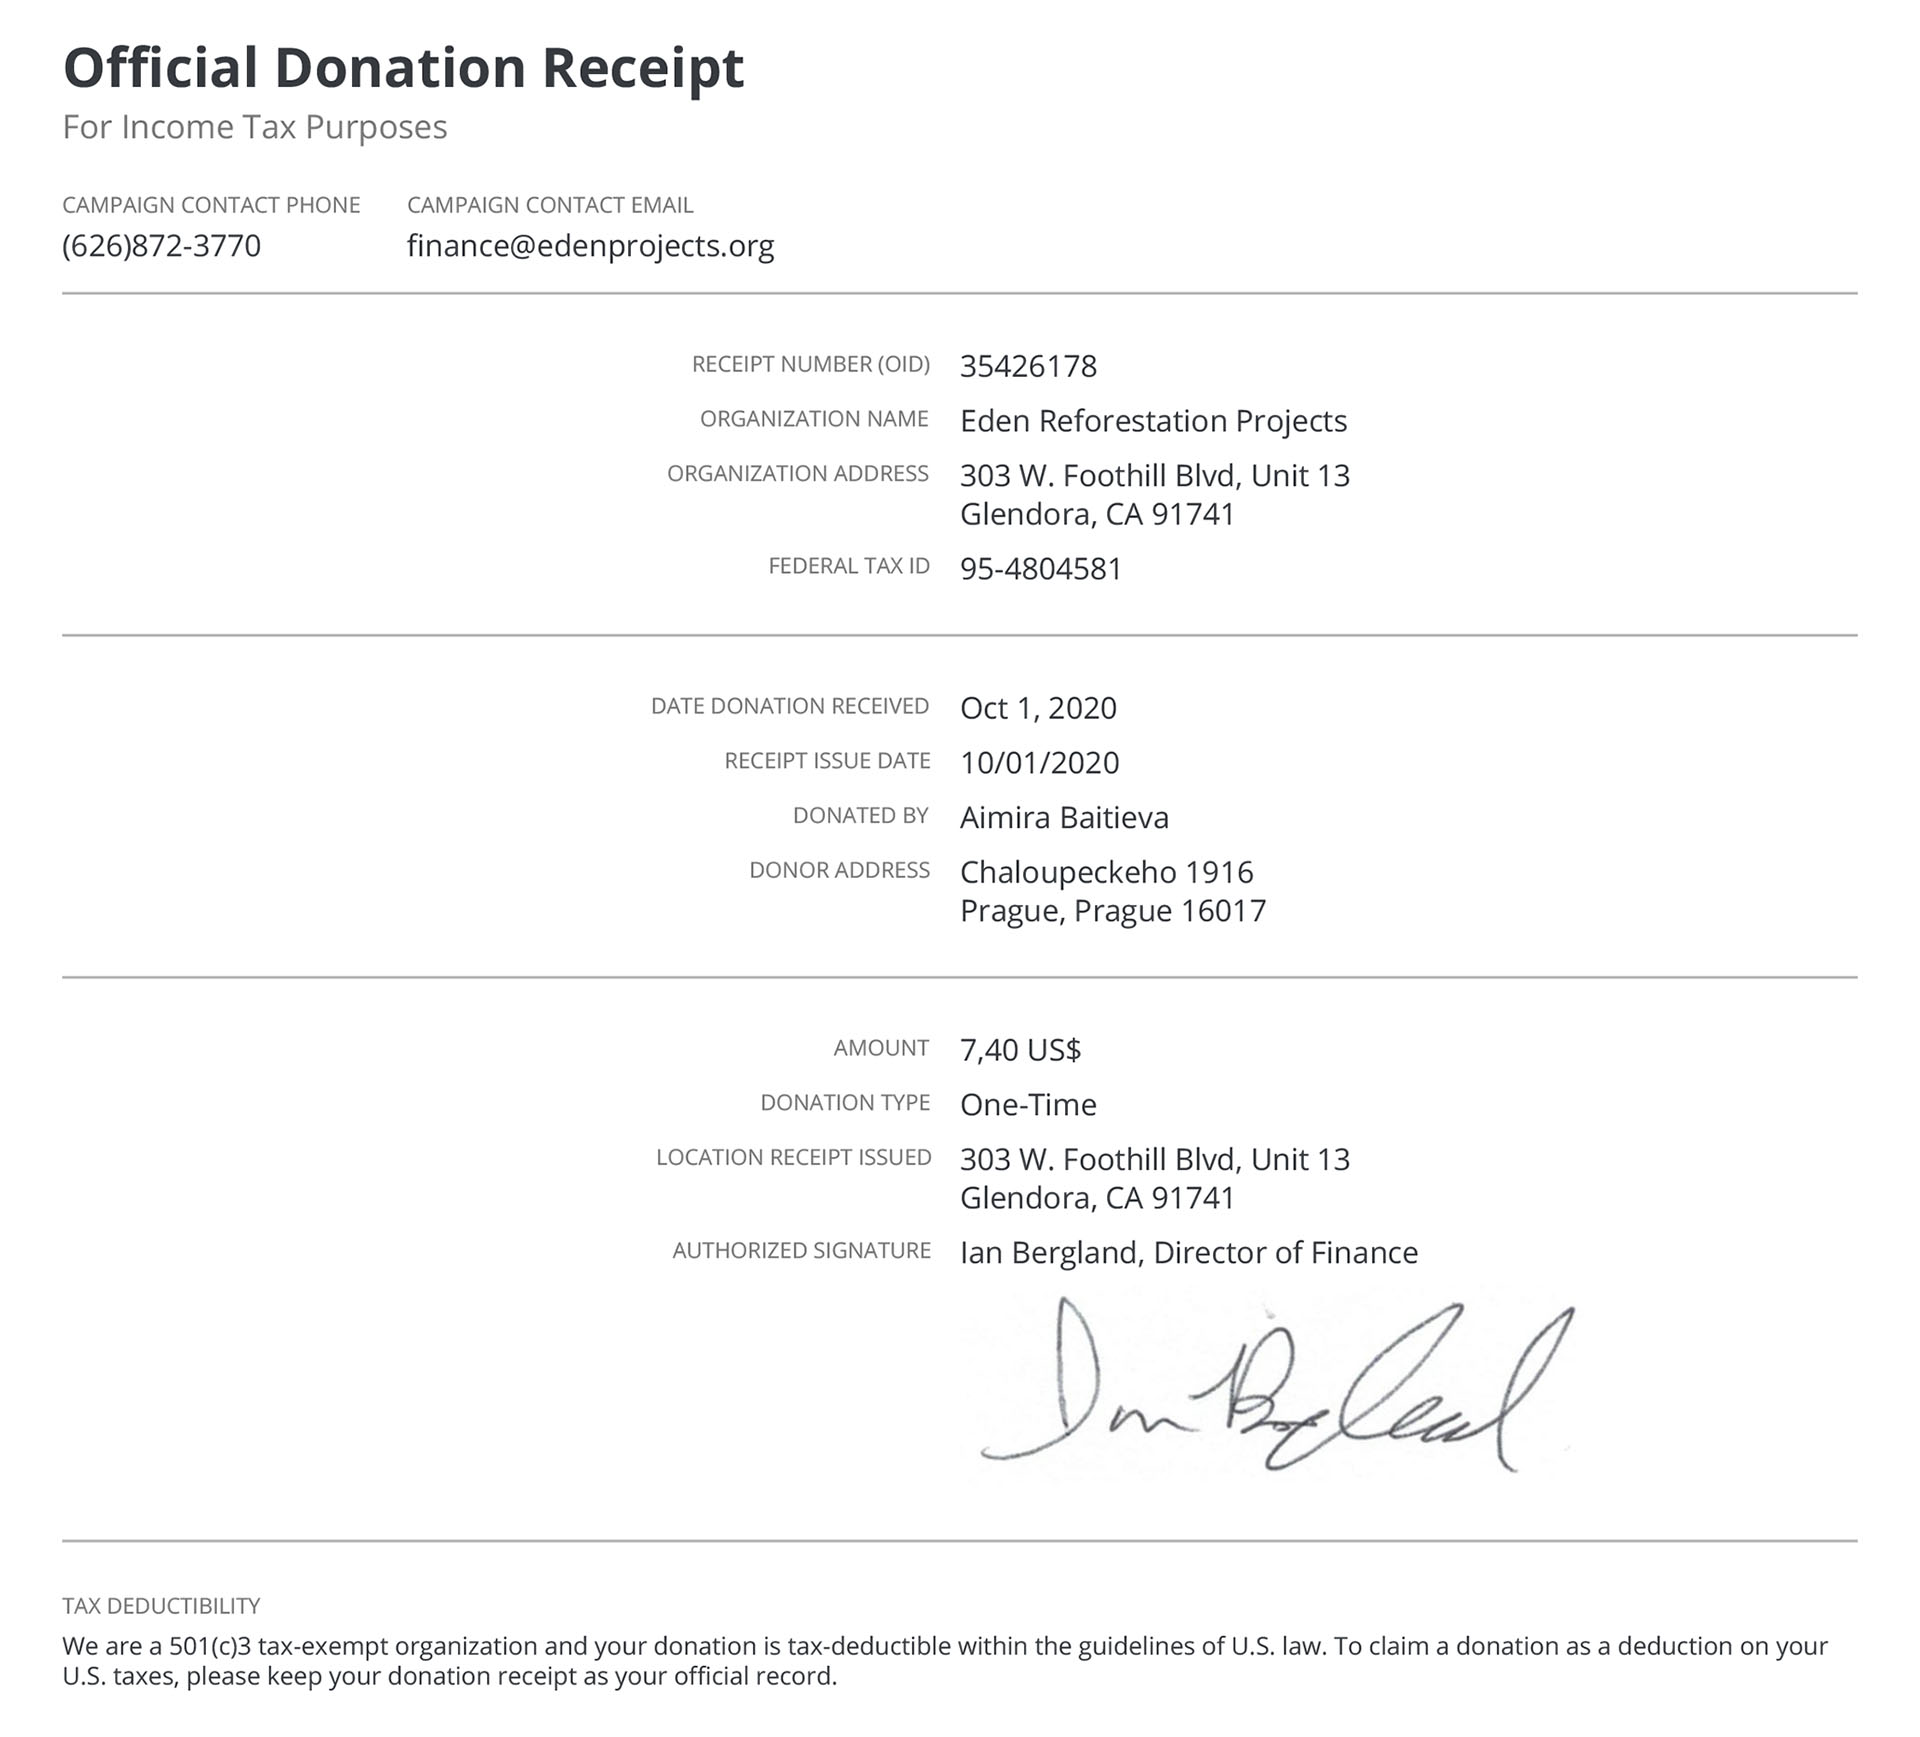 Official Donation Receipt
For Income Tax Purposes
CAMPAIGN CONTACT PHONE CAMPAIGN CONTACT EMAIL
(626)872-3770 finance@edenprojects.org
RECEIPT NUMBER (OID) 35426178
ORGANIZATION NAME Eden Reforestation Projects
ORGANIZATION ADDRESS 303 W. Foothill Blvd, Unit 13
Glendora, CA 91741
FEDERAL TAX ID 95-4804581
DATE DONATION RECEIVED Oct 1, 2020
RECEIPT ISSUE DATE 10/01/2020
DONATED BY Aimira Baitieva
DONOR ADDRESS Chaloupeckeho 1916
Prague, Prague 16017
AMOUNT 7,40 US$
DONATION TYPE One-Time
LOCATION RECEIPT ISSUED 303 W. Foothill Blvd, Unit 13
Glendora, CA 91741
AUTHORIZED SIGNATURE Ian Bergland, Director of Finance
Ian Bergland
TAX DEDUCTIBILITY
We are a 501(c)3 tax-exempt organization and your donation is tax-deductible within the guidelines of U.S. law. To claim a donation as a deduction on your
U.S. taxes, please keep your donation receipt as your official record.